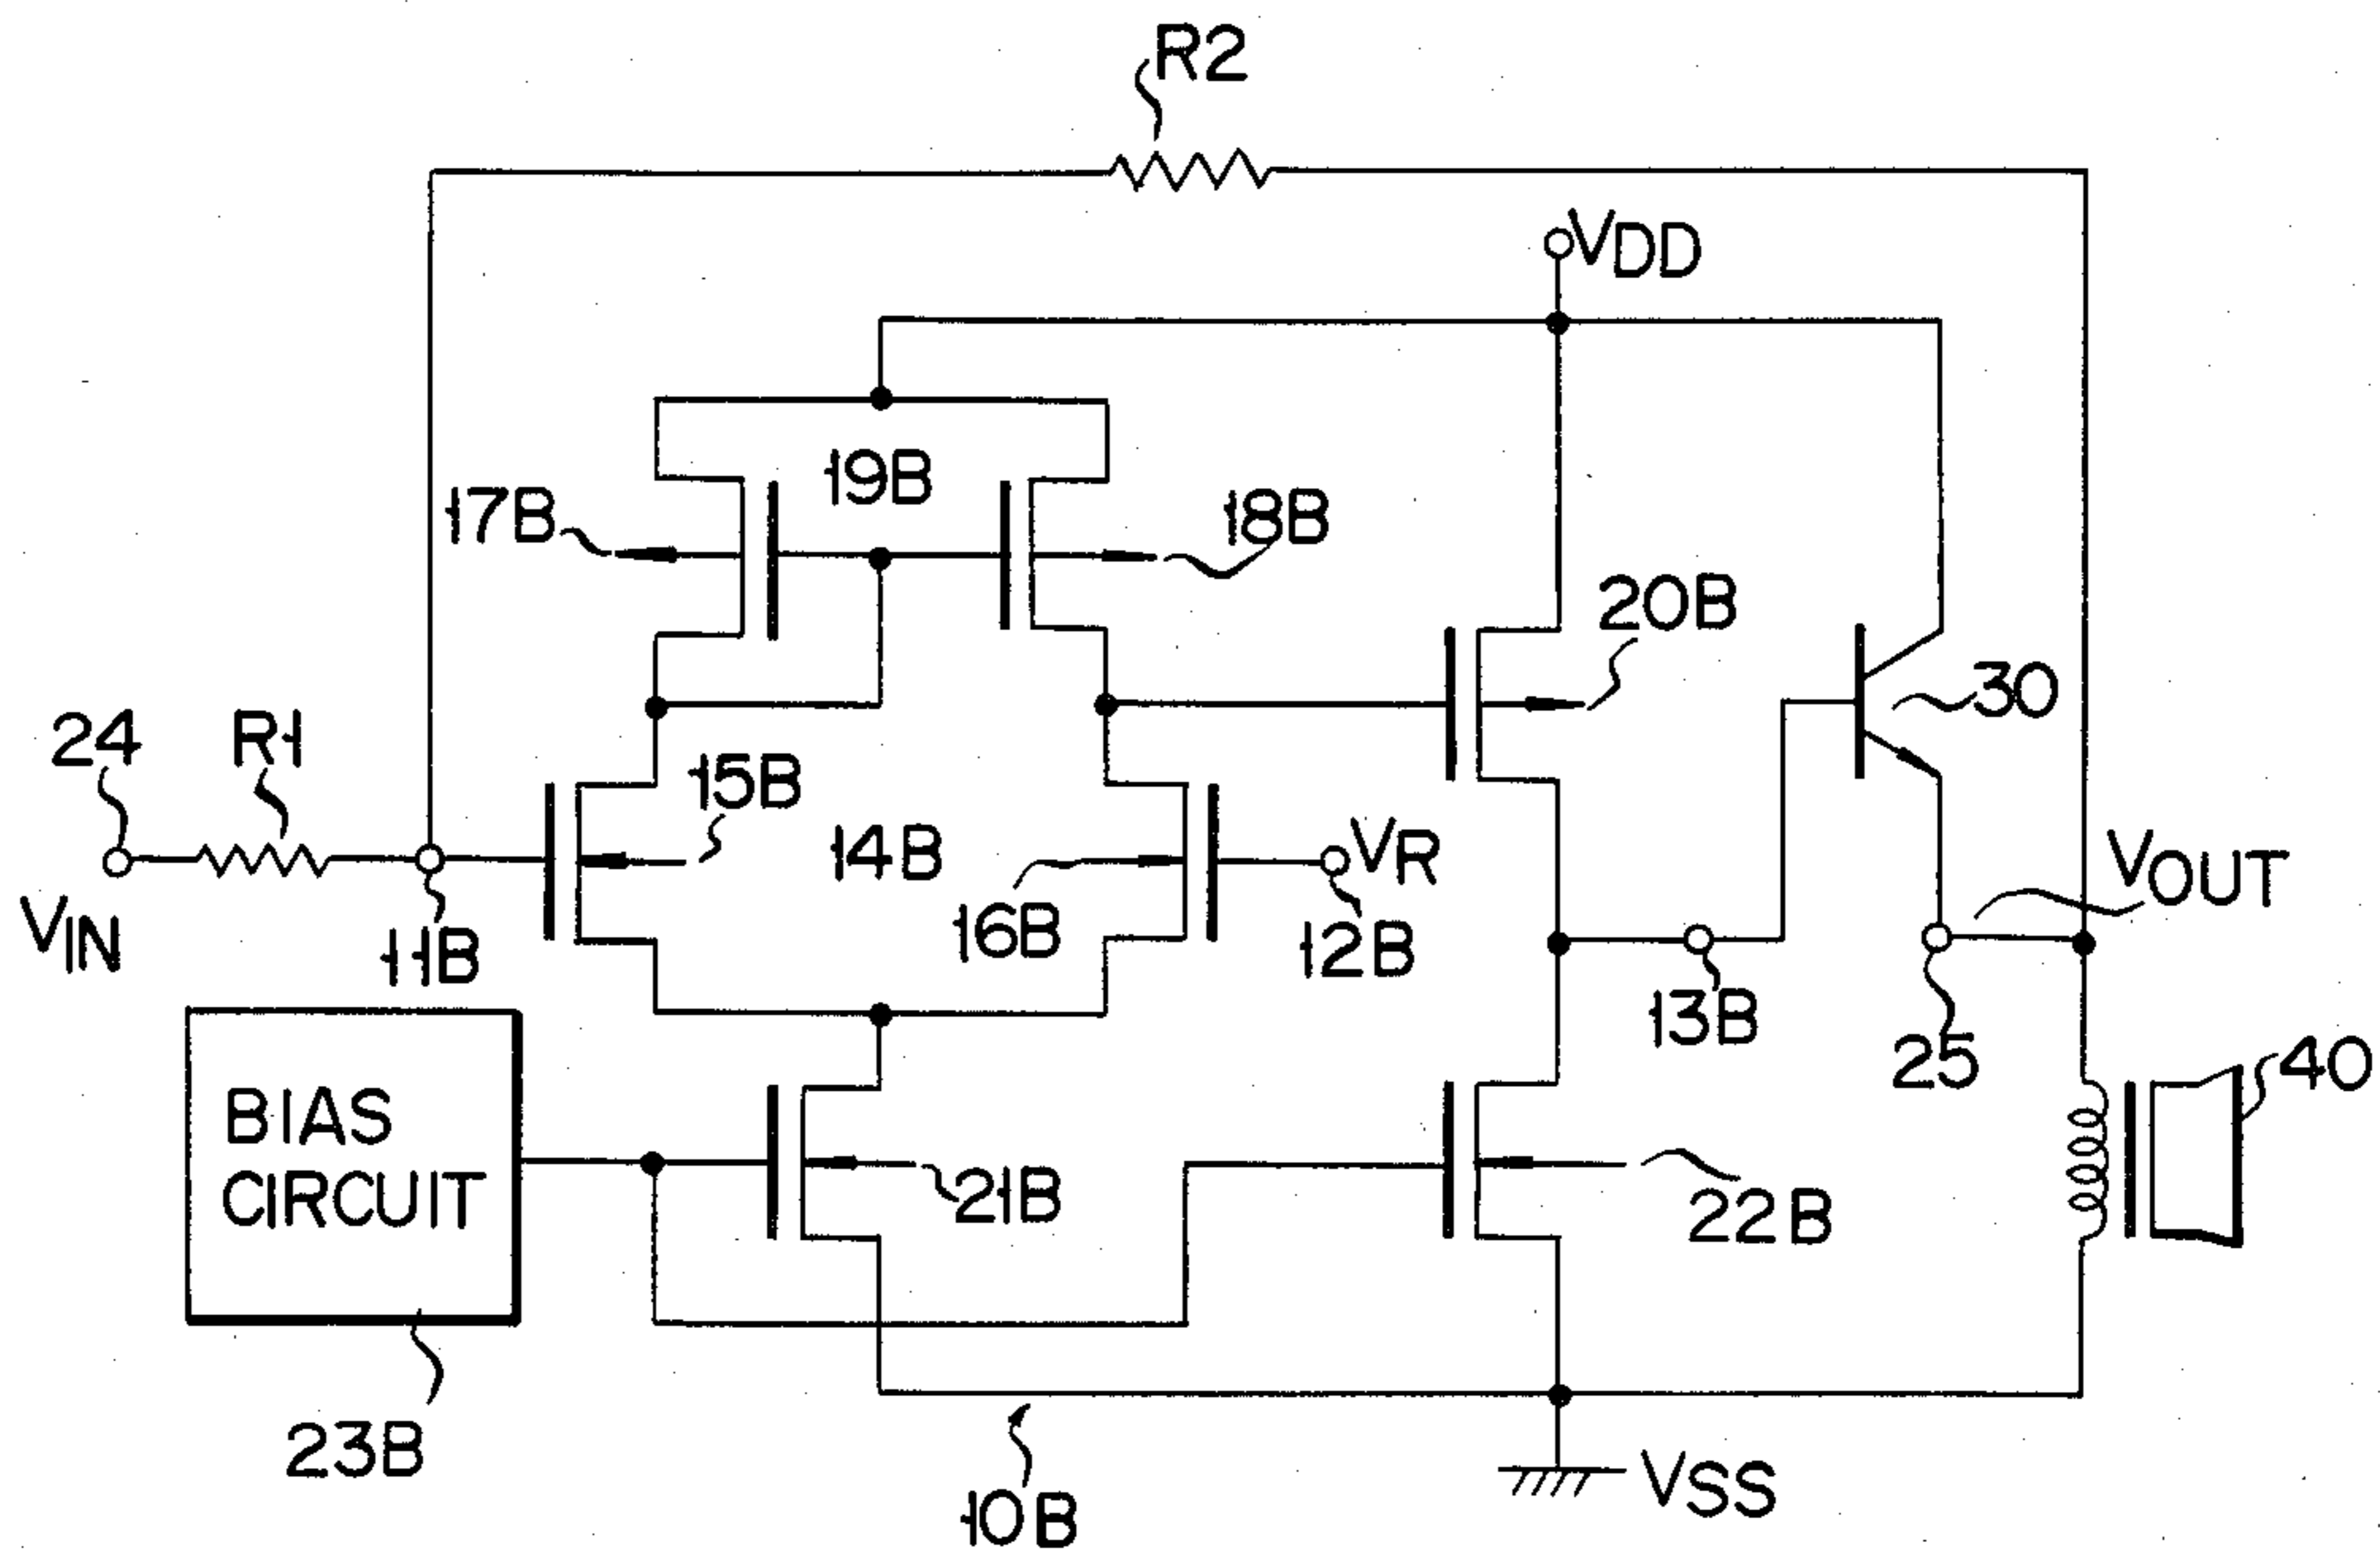 R2
VDD
19B
17B
18B
20B
30
24
R1
15B
14B
VR
VOUT
16B
12B
VIN
11B
13B
25
40
BIAS
CIRCUIT
21B
22B
23B
10B
VSS